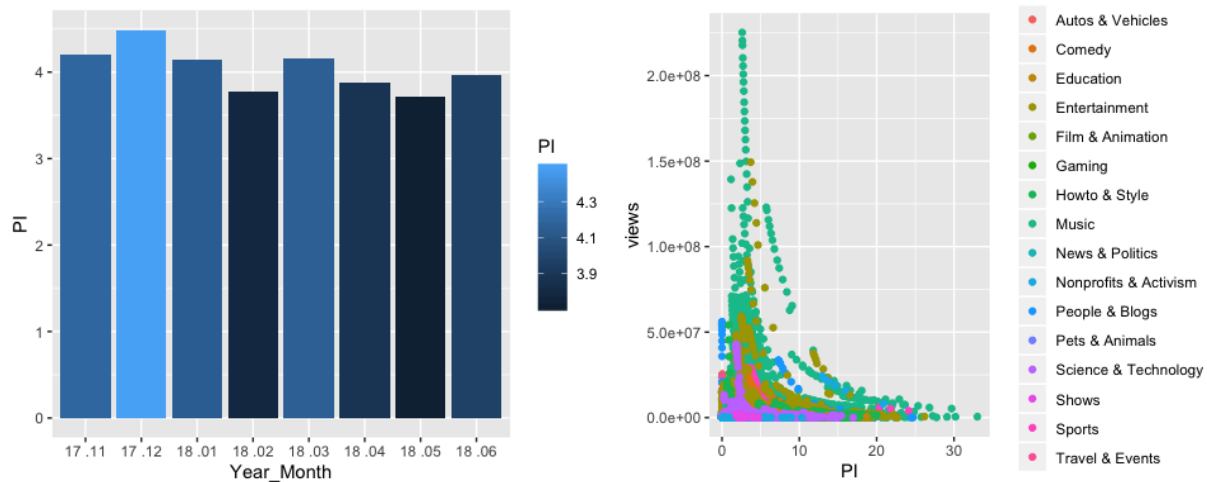 PI
4
3
2
1
0
17 .11 17 .12 18 .01 18 .02 18 .03 18 .04 18 .05 18 .06
Year_Month
PI
4.3
4.1
3.9
views
2.0e+08
1.5e+08
1.0e+08
5.0e+07
0.0e+00
0 10 20 30
PI
Autos & Vehicles
Comedy
Education
Entertainment
Film & Animation
Gaming
Howto & Style
Music
News & Politics
Nonprofits & Activism
People & Blogs
Pets & Animals
Science & Technology
Shows
Sports
Travel & Events